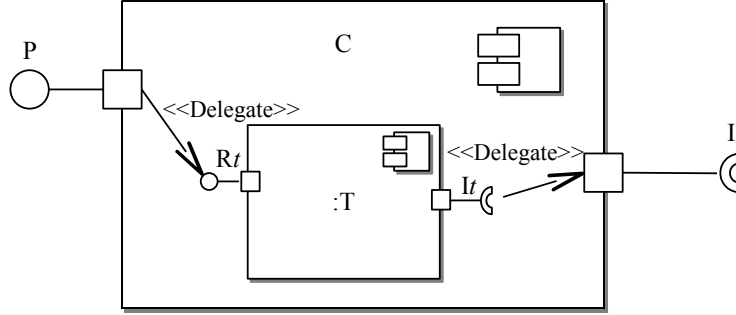 C
P
<<Delegate>>
Rt
<<Delegate>>
I
It
:T